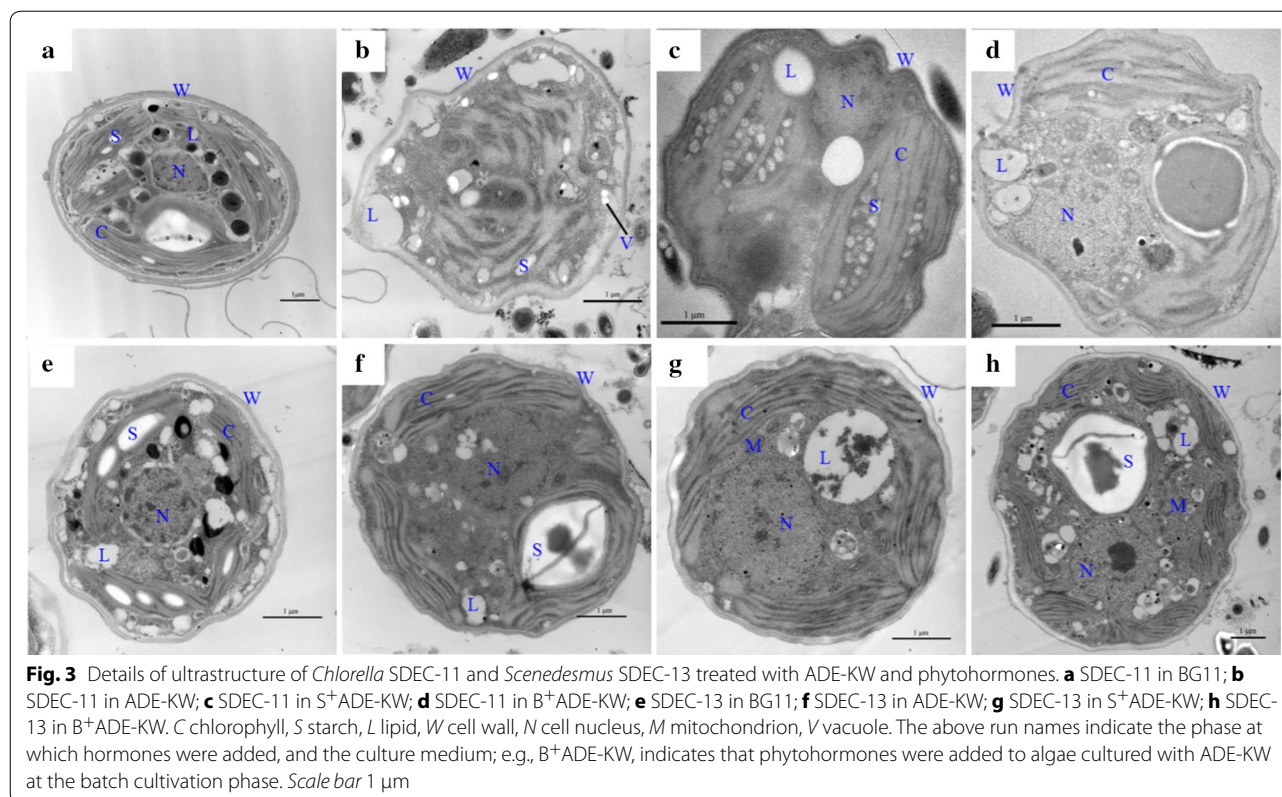 a b c d
W W W W
L C
S L N
N C
L
C S N
L
S V
1 μm 1 μm 1 μm 1 μm
e f g h
W W W W
S C C C C
M L L
N N S M
S N
L L N
1 μm 1 μm 1 μm 1 μm
Fig. 3 Details of ultrastructure of Chlorella SDEC-11 and Scenedesmus SDEC-13 treated with ADE-KW and phytohormones. a SDEC-11 in BG11; b
SDEC-11 in ADE-KW; c SDEC-11 in S⁺ADE-KW; d SDEC-11 in B⁺ADE-KW; e SDEC-13 in BG11; f SDEC-13 in ADE-KW; g SDEC-13 in S⁺ADE-KW; h SDEC-
13 in B⁺ADE-KW. C chlorophyll, S starch, L lipid, W cell wall, N cell nucleus, M mitochondrion, V vacuole. The above run names indicate the phase at
which hormones were added, and the culture medium; e.g., B⁺ADE-KW, indicates that phytohormones were added to algae cultured with ADE-KW
at the batch cultivation phase. Scale bar 1 μm